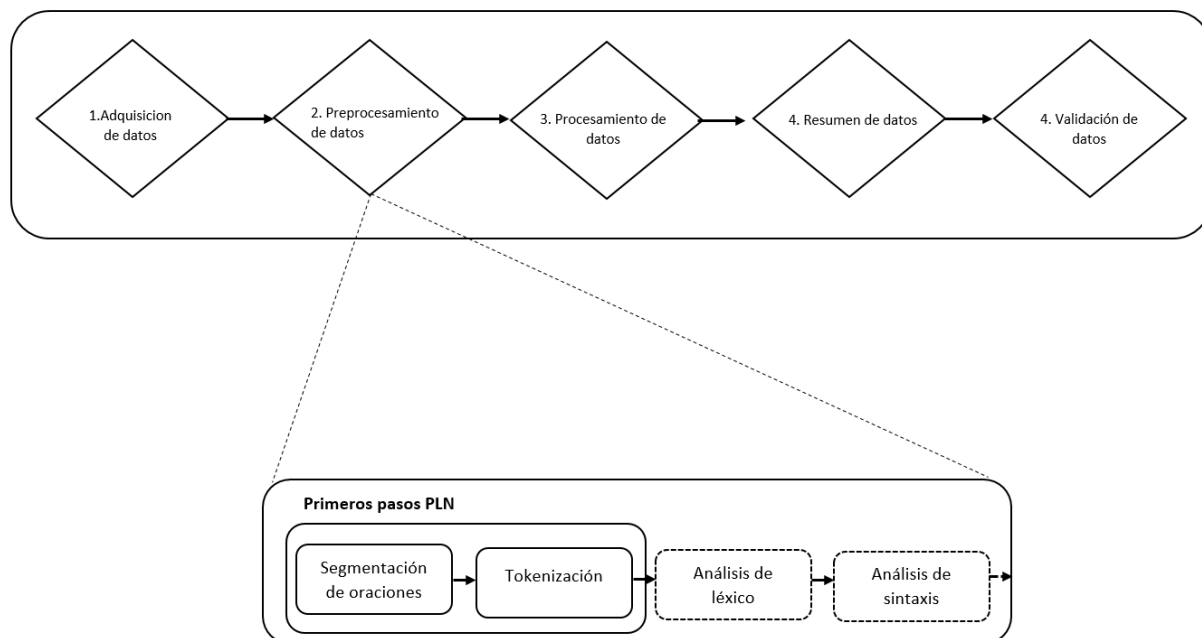 1.Adquisicion
de datos
2. Preprocesamiento
de datos
3. Procesamiento de
datos
4. Resumen de datos
4. Validación de
datos
Primeros pasos PLN
Segmentación
de oraciones
Tokenización
Análisis de
léxico
Análisis de
sintaxis